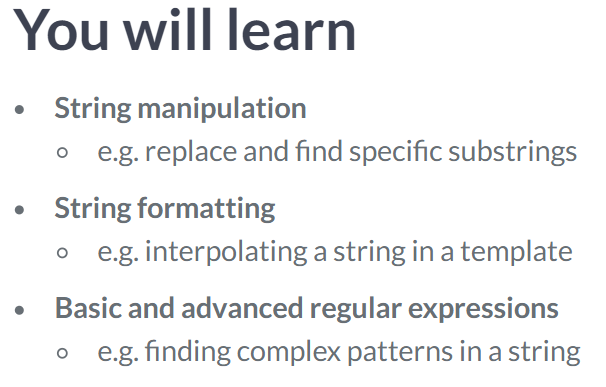 You will learn
• String manipulation
○ e.g. replace and find specific substrings
• String formatting
○ e.g. interpolating a string in a template
• Basic and advanced regular expressions
○ e.g. finding complex patterns in a string